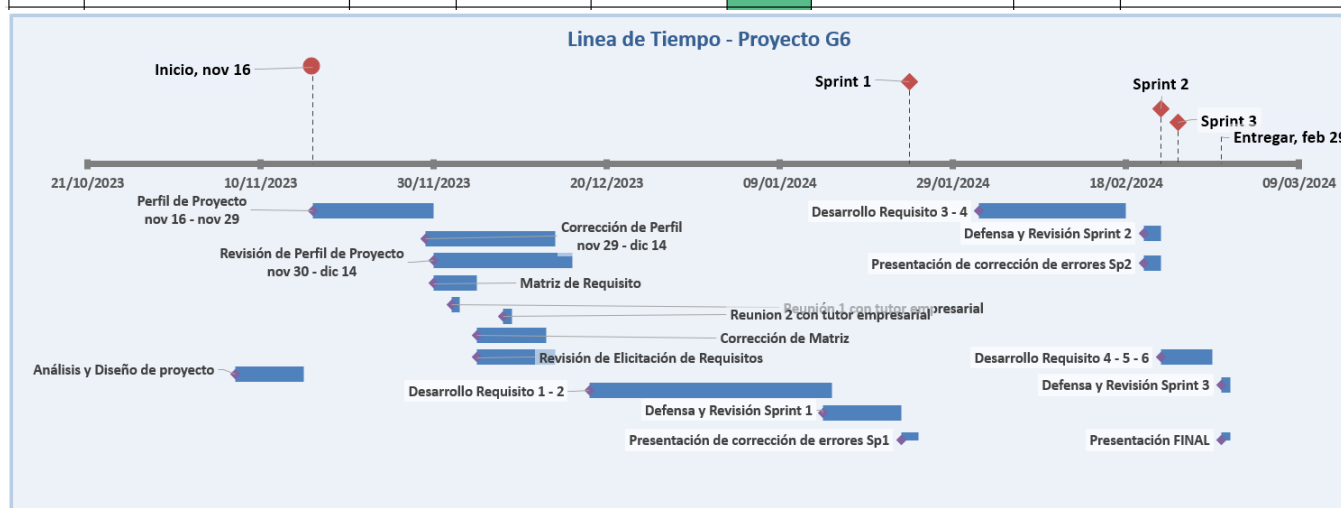 Linea de Tiempo - Proyecto G6
Inicio, nov 16
Sprint 1
Sprint 2
Sprint 3
Entregar, feb 29
21/10/2023
10/11/2023
30/11/2023
20/12/2023
09/01/2024
29/01/2024
18/02/2024
09/03/2024
Perfil de Proyecto
nov 16 - nov 29
Desarrollo Requisito 3 - 4
Corrección de Perfil
nov 29 - dic 14
Defensa y Revisión Sprint 2
Revisión de Perfil de Proyecto
nov 30 - dic 14
Presentación de corrección de errores Sp2
Matriz de Requisito
Reunión 1 con tutor empresarial
Reunion 2 con tutor empresarial
Corrección de Matriz
Revisión de Elicitación de Requisitos
Desarrollo Requisito 4 - 5 - 6
Análisis y Diseño de proyecto
Defensa y Revisión Sprint 3
Desarrollo Requisito 1 - 2
Defensa y Revisión Sprint 1
Presentación de corrección de errores Sp1
Presentación FINAL